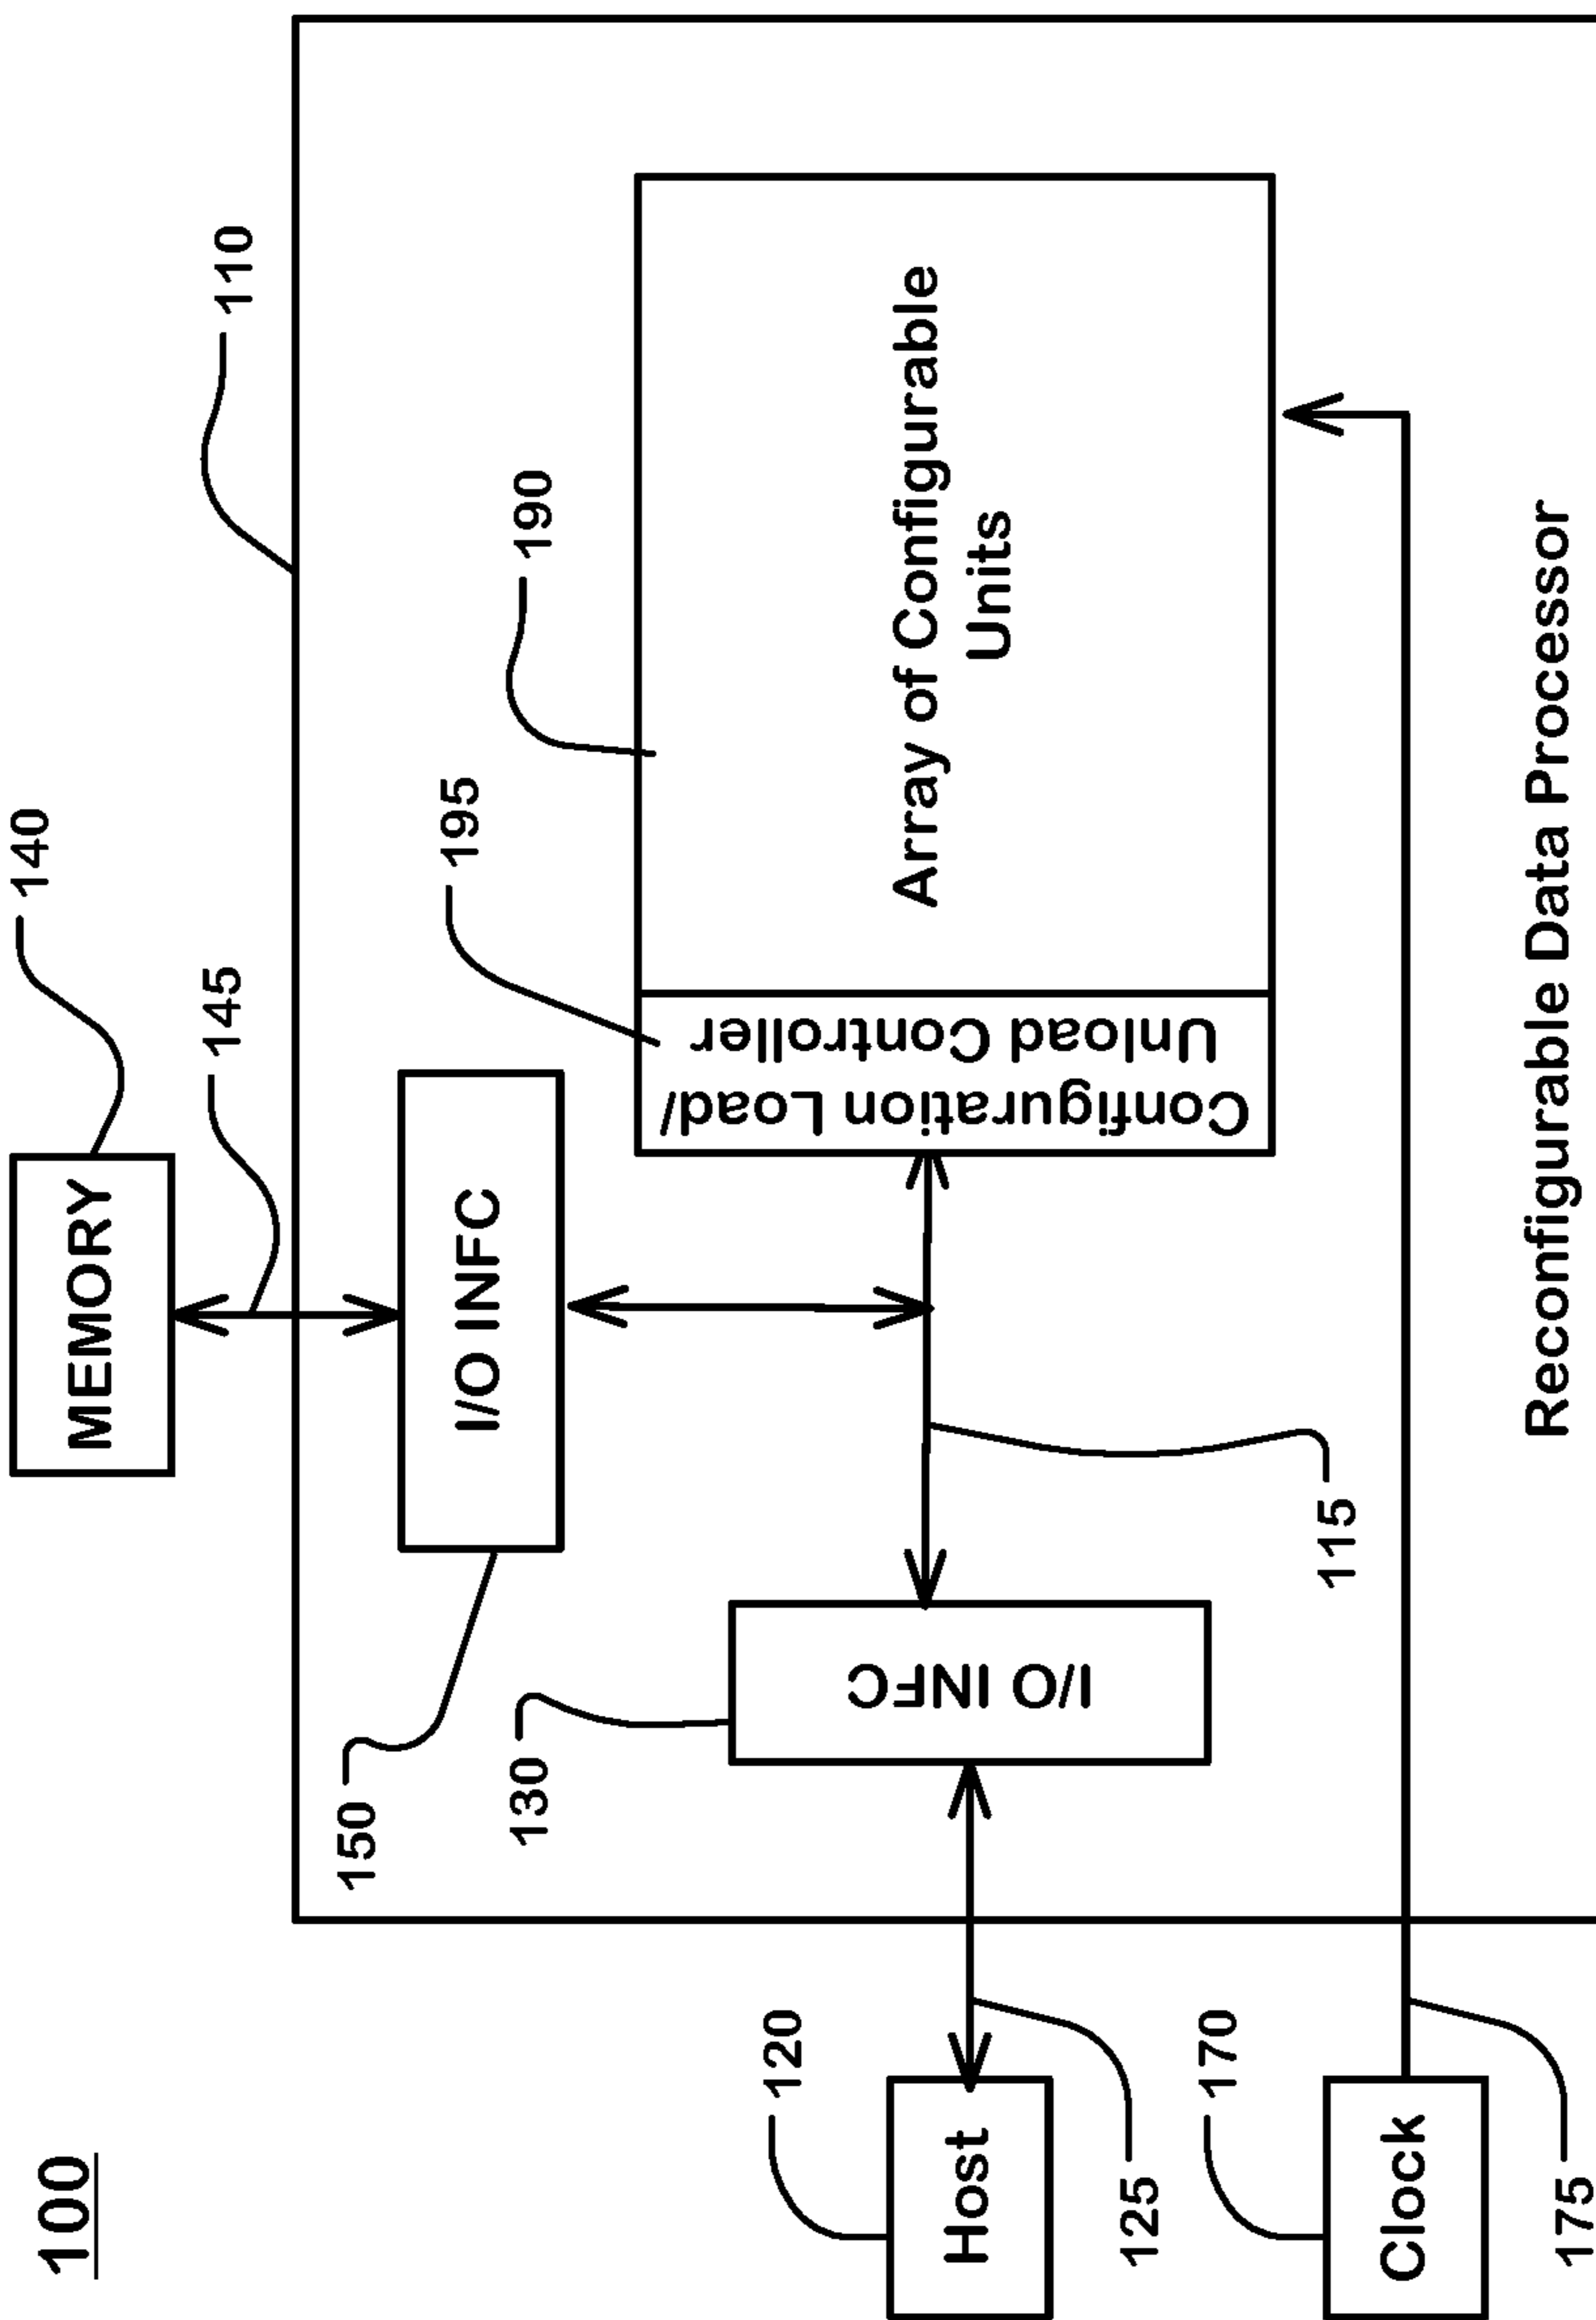 100
MEMORY
140
145
110
I/O INFC
150
195
190
130
I/O INFC
Configuration Load/
Unload Controller
Array of Configurable
Units
120
Host
125
115
170
Clock
175
Reconfigurable Data Processor